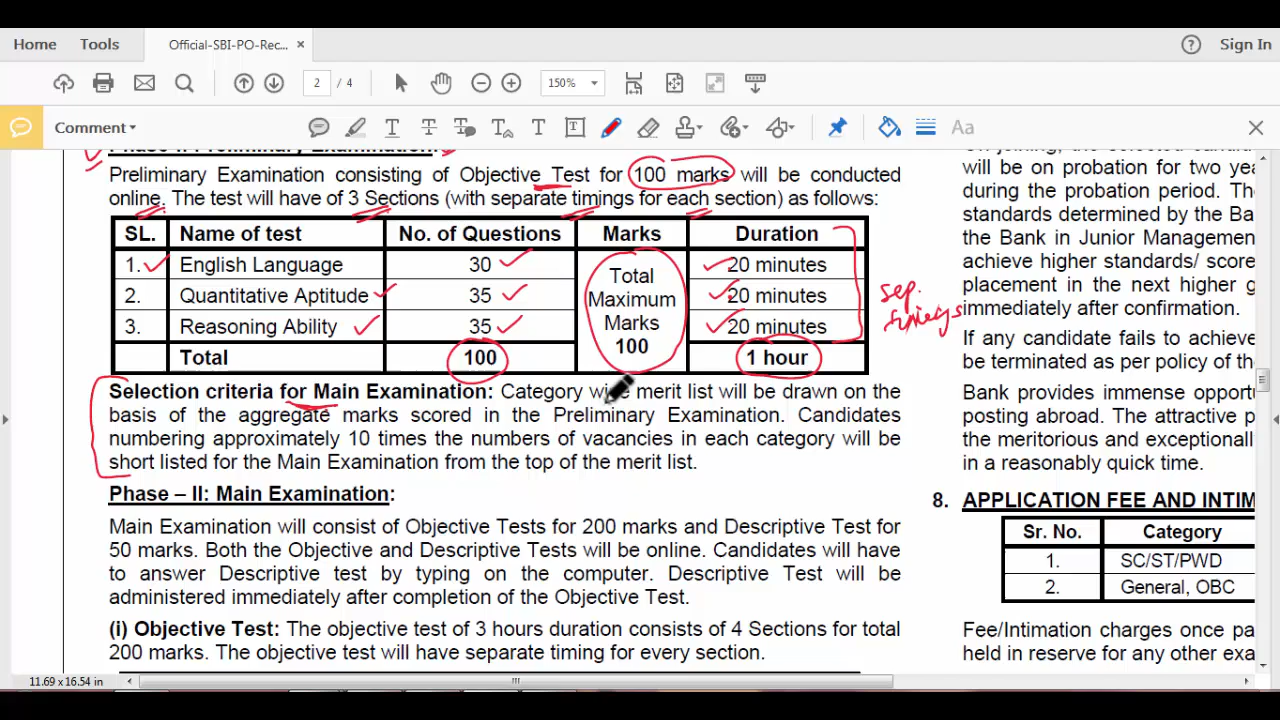 Home Tools Official-SBI-PO-Rec... × Sign In
2 / 4 150%
Comment Aa
Phase-I: Preliminary Examination:
Preliminary Examination consisting of Objective Test for 100 marks will be conducted
online. The test will have of 3 Sections (with separate timings for each section) as follows:
SL. Name of test No. of Questions Marks Duration
1. English Language 30 20 minutes
2. Quantitative Aptitude 35 20 minutes
3. Reasoning Ability 35 20 minutes
Total
Maximum
Marks
100
Total 100 1 hour
sep.
timings
Selection criteria for Main Examination: Category wise merit list will be drawn on the
basis of the aggregate marks scored in the Preliminary Examination. Candidates
numbering approximately 10 times the numbers of vacancies in each category will be
short listed for the Main Examination from the top of the merit list.
Phase – II: Main Examination:
Main Examination will consist of Objective Tests for 200 marks and Descriptive Test for
50 marks. Both the Objective and Descriptive Tests will be online. Candidates will have
to answer Descriptive test by typing on the computer. Descriptive Test will be
administered immediately after completion of the Objective Test.
(i) Objective Test: The objective test of 3 hours duration consists of 4 Sections for total
200 marks. The objective test will have separate timing for every section.
On joining, the selected
will be on probation for two
during the probation period.
standards determined by the
the Bank in Junior
achieve higher standards/
placement in the next higher
immediately after confirmation.
If any candidate fails to
be terminated as per policy of
Bank provides immense
posting abroad. The attractive
the meritorious and
in a reasonably quick time.
8. APPLICATION FEE AND
Sr. No. Category
1. SC/ST/PWD
2. General, OBC
Fee/Intimation charges once
held in reserve for any other
11.69 x 16.54 in